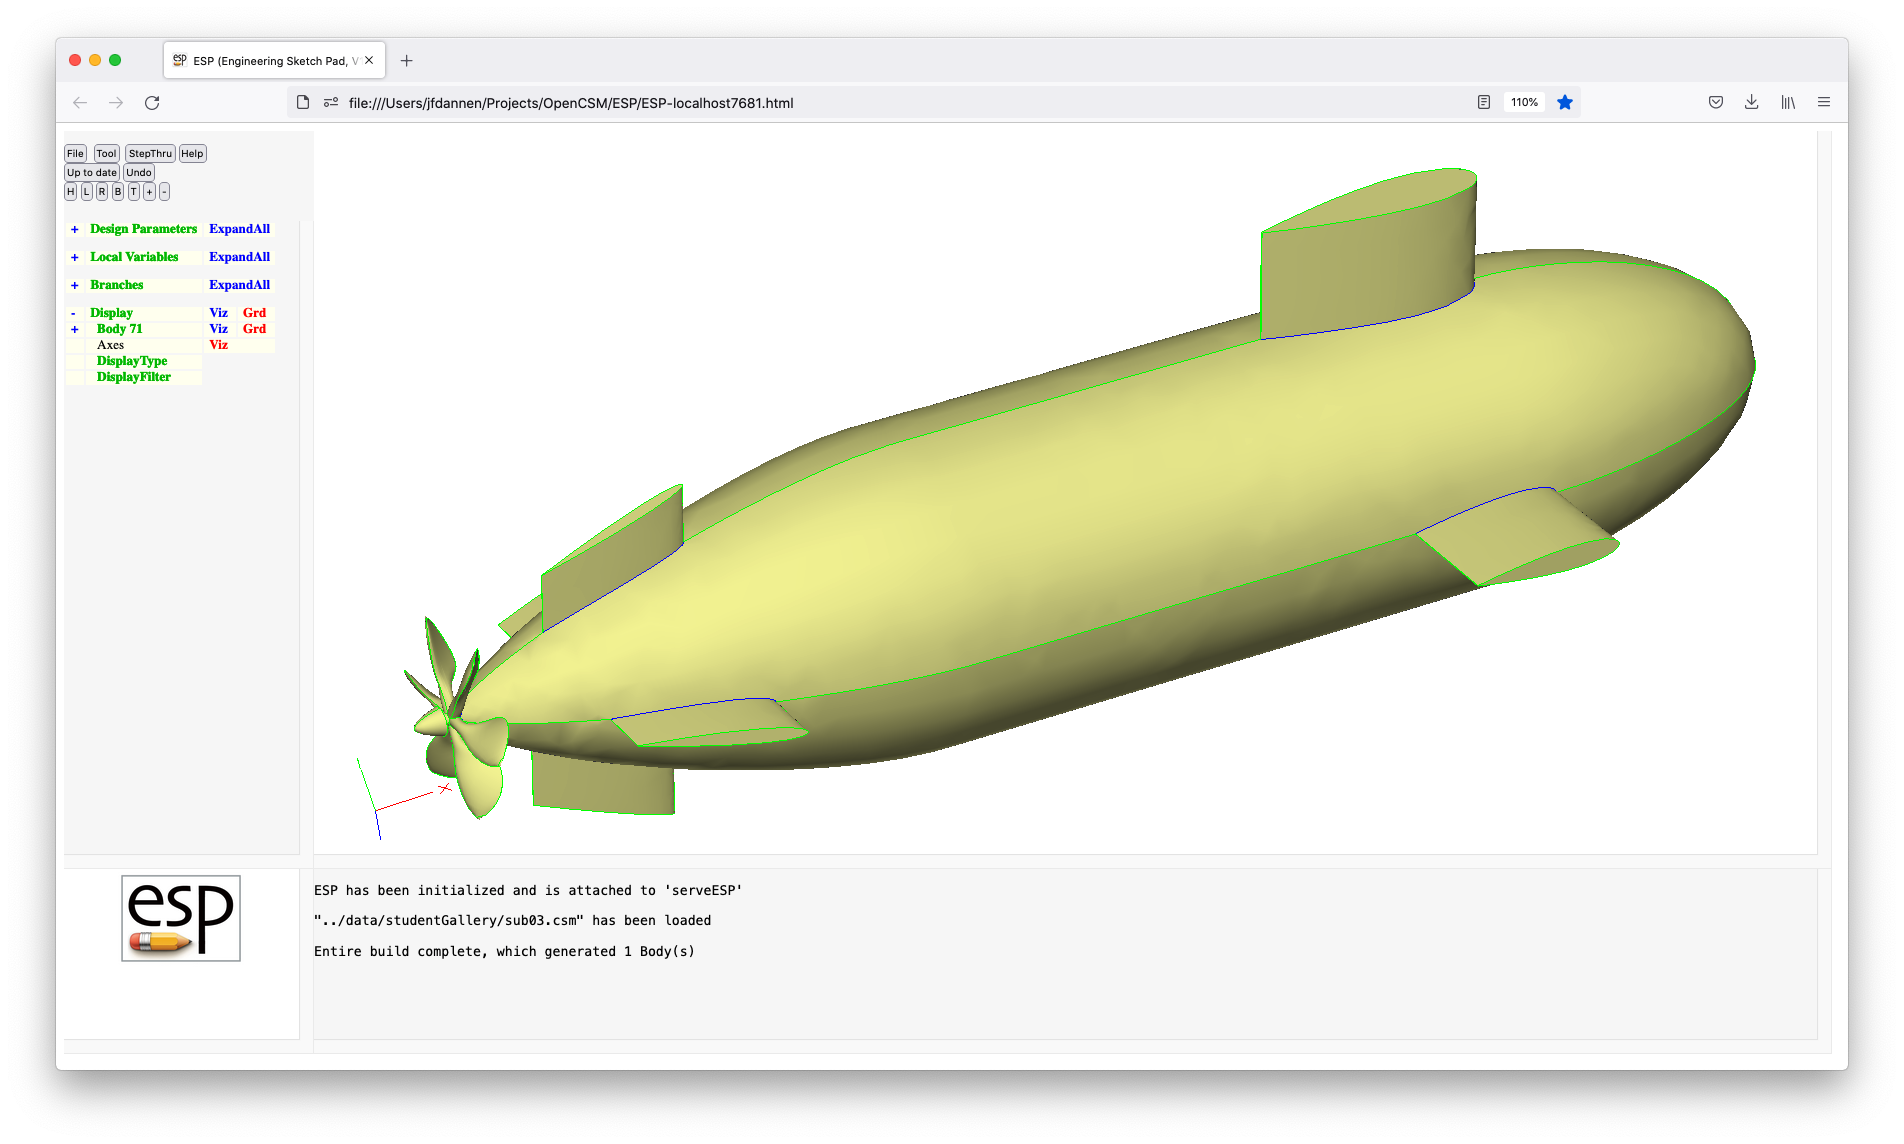 esp ESP (Engineering Sketch Pad, V
file:///Users/jfdannen/Projects/OpenCSM/ESP/ESP-localhost7681.html 110%
File Tool StepThru Help
Up to date Undo
H L R B T + -
+ Design Parameters ExpandAll
+ Local Variables ExpandAll
+ Branches ExpandAll
- Display Viz Grd
+ Body 71 Viz Grd
Axes Viz
DisplayType
DisplayFilter
X
esp
ESP has been initialized and is attached to 'serveESP'
"../data/studentGallery/sub03.csm" has been loaded
Entire build complete, which generated 1 Body(s)